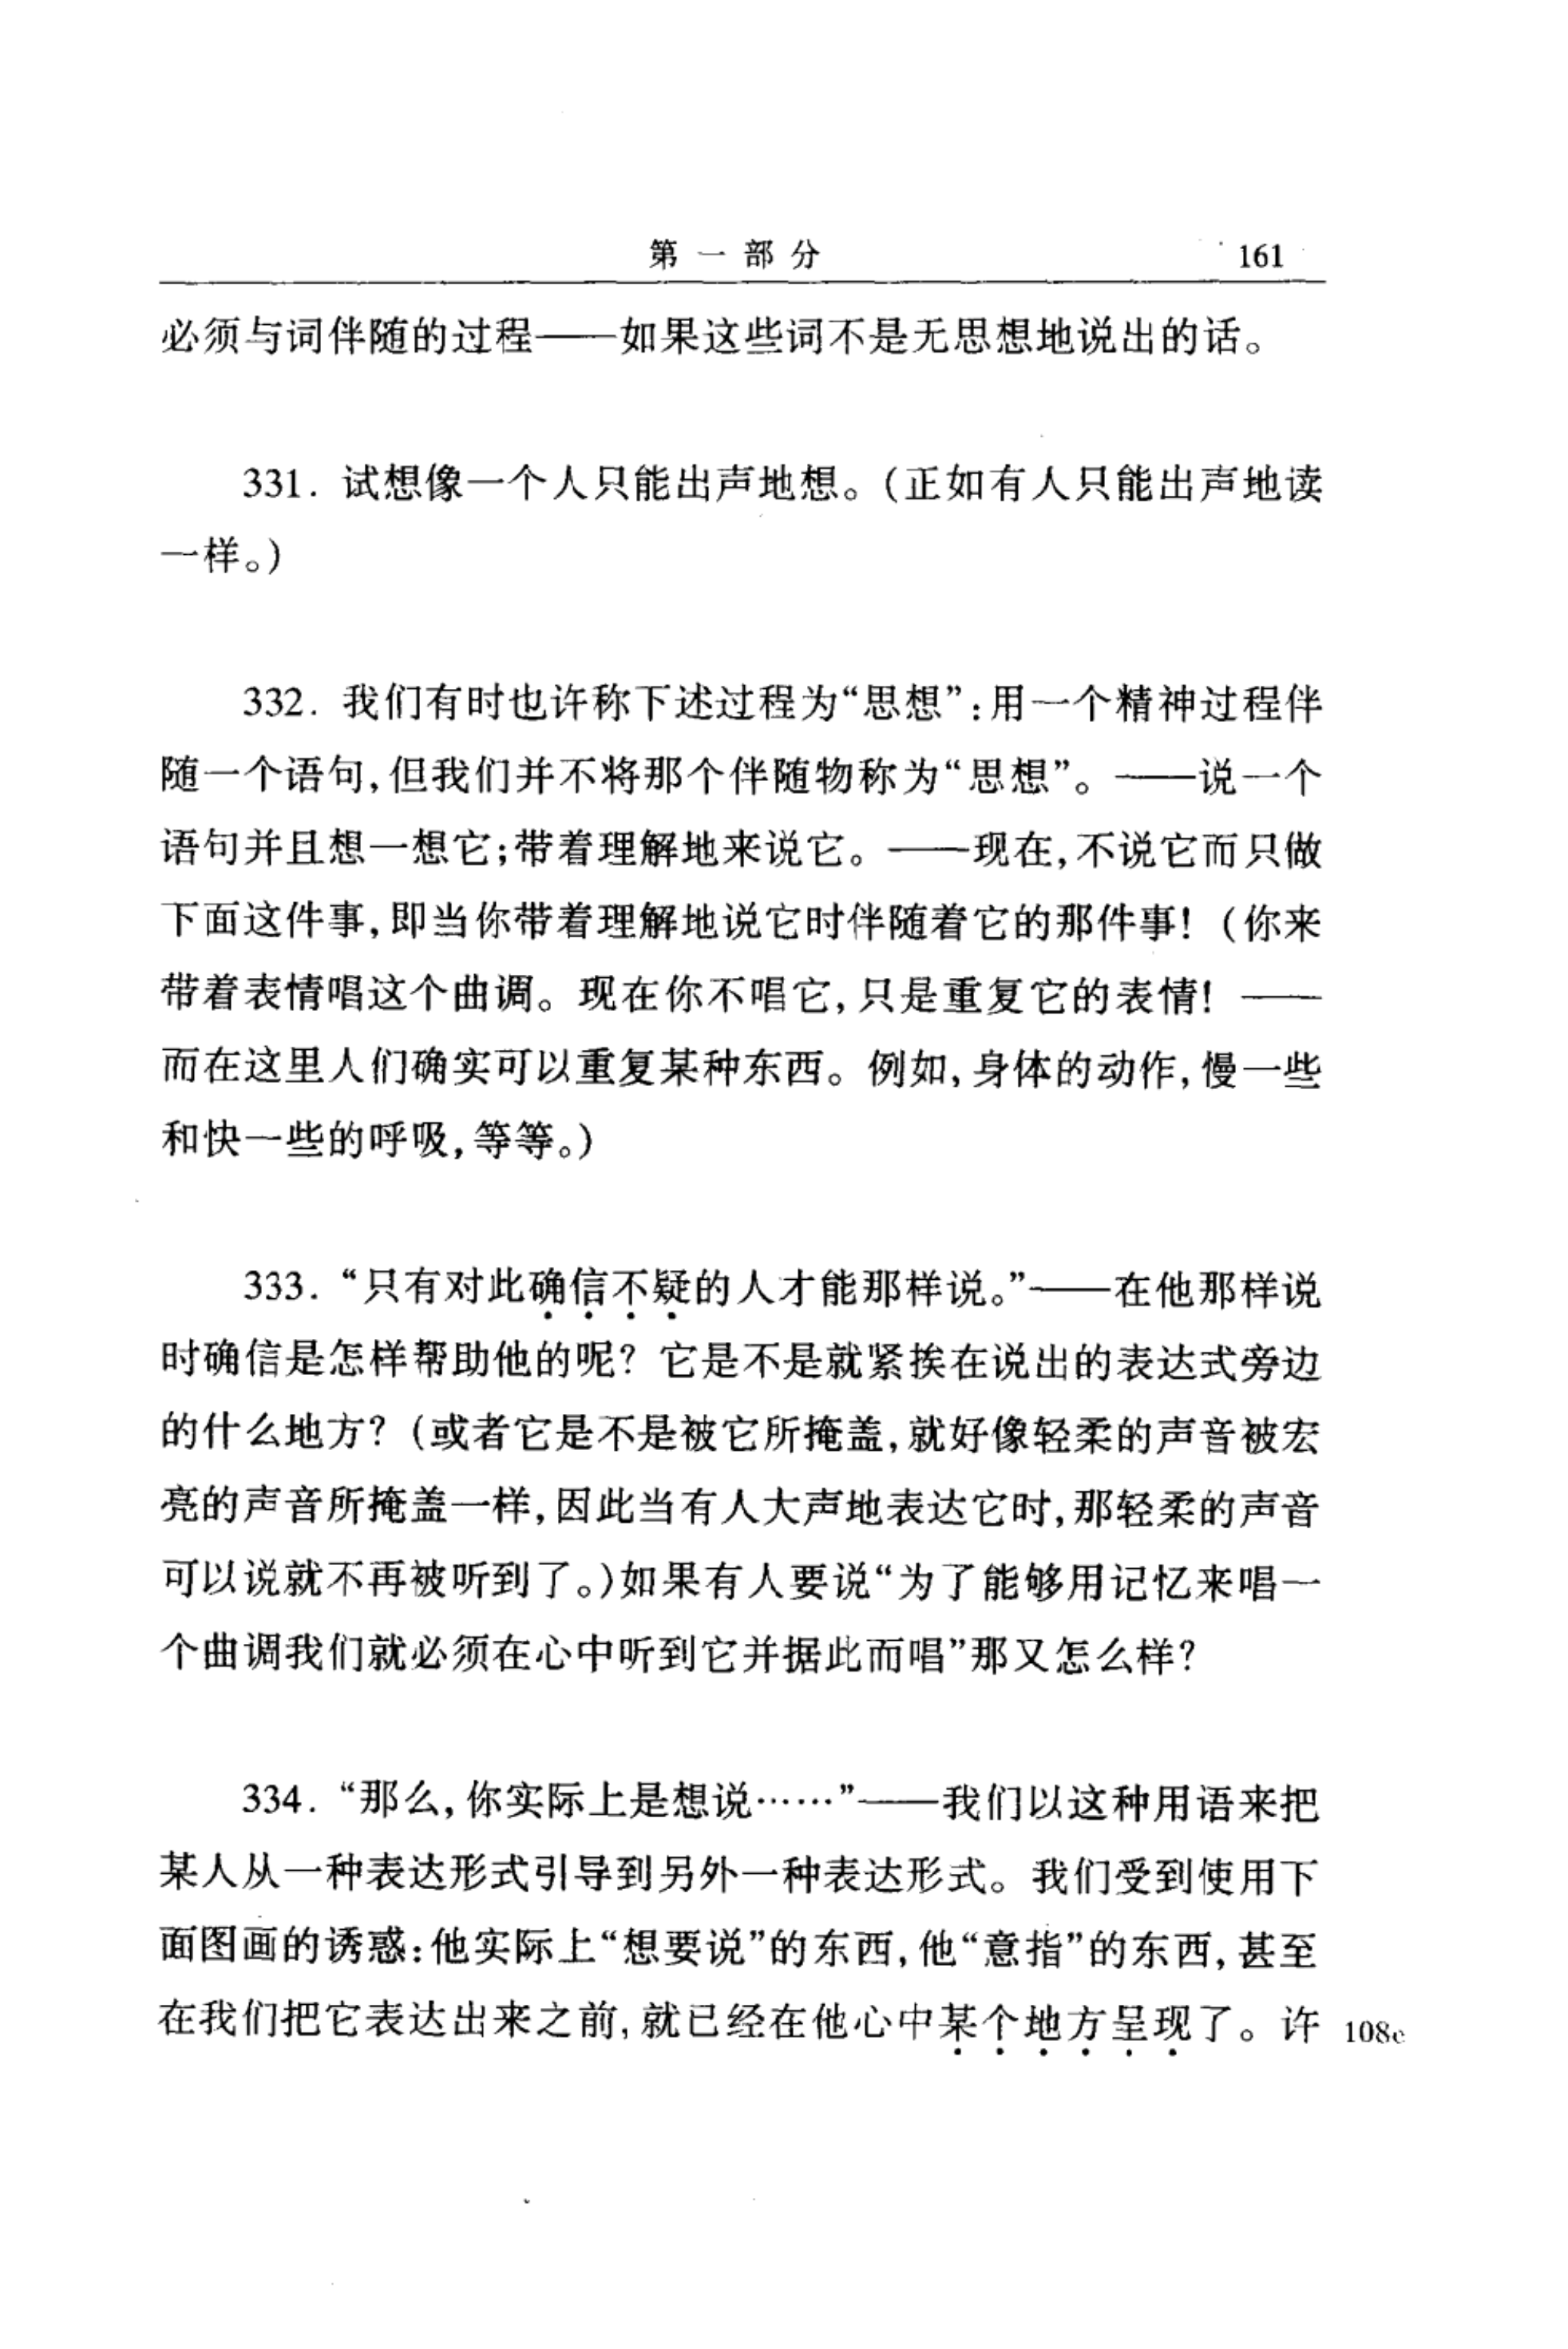 第一部分 161
必须与词伴随的过程——如果这些词不是无思想地说出的话。
331. 试想像一个人只能出声地想。(正如有人只能出声地读
一样。)
332. 我们有时也许称下述过程为“思想”:用一个精神过程伴
随一个语句,但我们并不将那个伴随物称为“思想”。——说一个
语句并且想一想它;带着理解地来说它。——现在,不说它而只做
下面这件事,即当你带着理解地说它时伴随着它的那件事!(你来
带着表情唱这个曲调。现在你不唱它,只是重复它的表情!——
而在这里人们确实可以重复某种东西。例如,身体的动作,慢一些
和快一些的呼吸,等等。)
333. “只有对此确信不疑的人才能那样说。”——在他那样说
时确信是怎样帮助他的呢?它是不是就紧挨在说出的表达式旁边
的什么地方?(或者它是不是被它所掩盖,就好像轻柔的声音被宏
亮的声音所掩盖一样,因此当有人大声地表达它时,那轻柔的声音
可以说就不再被听到了。)如果有人要说“为了能够用记忆来唱一
个曲调我们就必须在心中听到它并据此而唱”那又怎么样?
334. “那么,你实际上是想说……”——我们以这种用语来把
某人从一种表达形式引导到另外一种表达形式。我们受到使用下
面图画的诱惑:他实际上“想要说”的东西,他“意指”的东西,甚至
在我们把它表达出来之前,就已经在他心中某个地方呈现了。许 108e